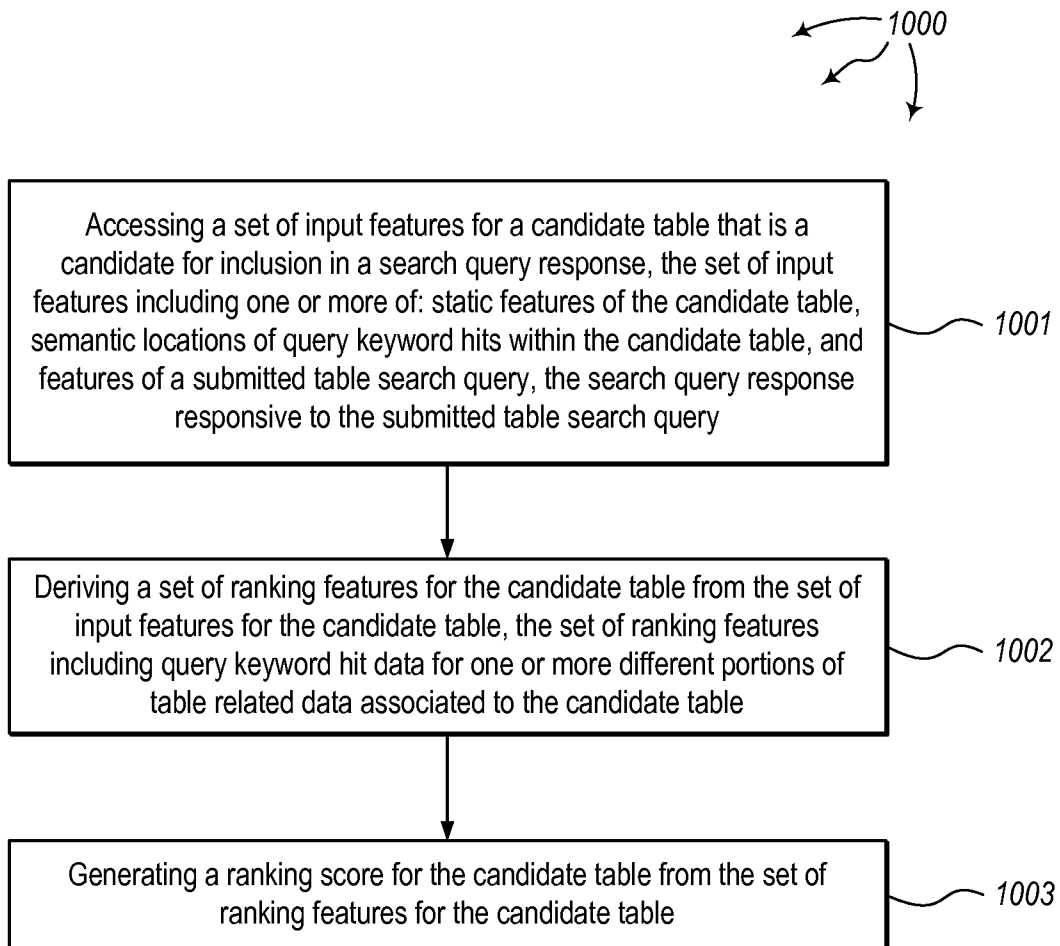 1000
Accessing a set of input features for a candidate table that is a
candidate for inclusion in a search query response, the set of input
features including one or more of: static features of the candidate table,
semantic locations of query keyword hits within the candidate table, and
features of a submitted table search query, the search query response
responsive to the submitted table search query
1001
Deriving a set of ranking features for the candidate table from the set of
input features for the candidate table, the set of ranking features
including query keyword hit data for one or more different portions of
table related data associated to the candidate table
1002
Generating a ranking score for the candidate table from the set of
ranking features for the candidate table
1003